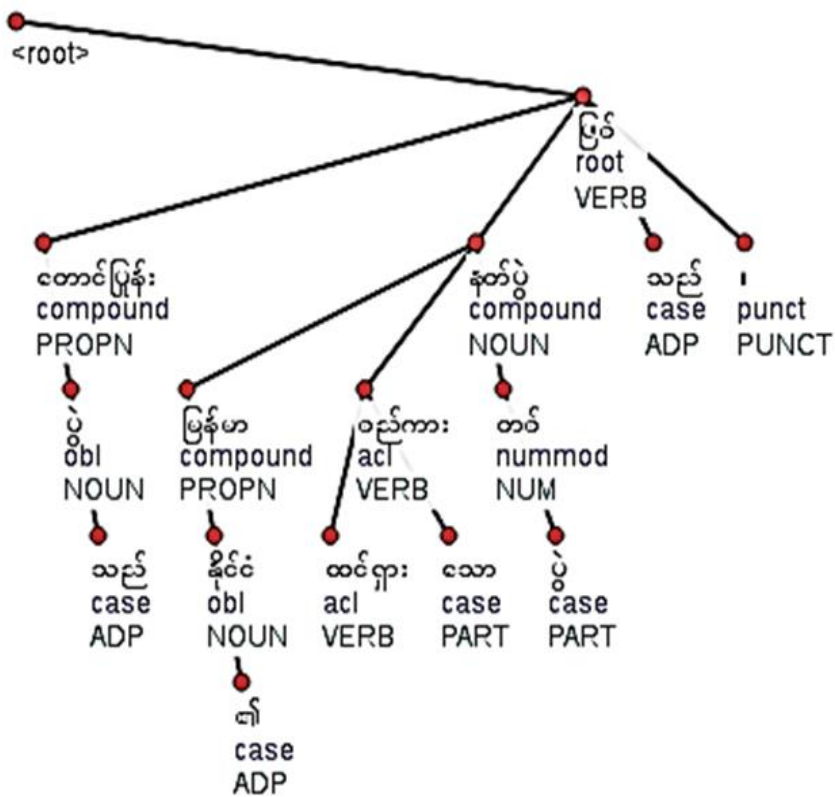 <root>
ဖြစ်
root
VERB
တောင်ပြုန်း
compound
PROPN
နတ်ပွဲ
compound
NOUN
သည်
case
ADP
၊
punct
PUNCT
ပွဲ
obl
NOUN
မြန်မာ
compound
PROPN
စည်ကား
acl
VERB
တစ်
nummod
NUM
သည်
case
ADP
နိုင်ငံ
obl
NOUN
ထင်ရှား
acl
VERB
သော
case
PART
ပွဲ
case
PART
၏
case
ADP